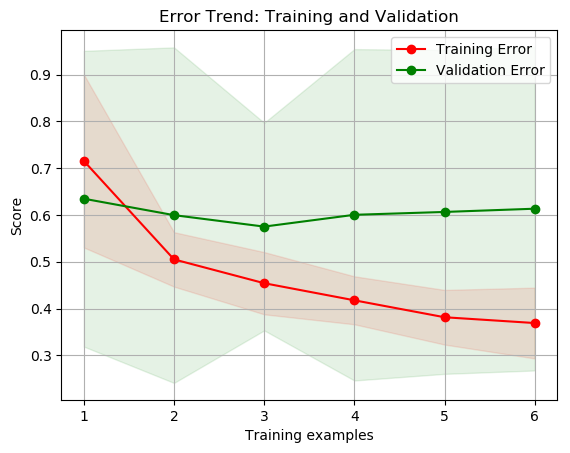 Error Trend: Training and Validation
Training Error
Validation Error
Score
0.9
0.8
0.7
0.6
0.5
0.4
0.3
1 2 3 4 5 6
Training examples